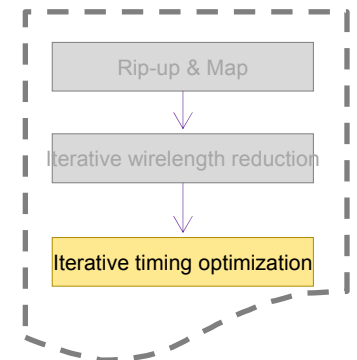 Rip-up & Map
Iterative wirelength reduction
Iterative timing optimization